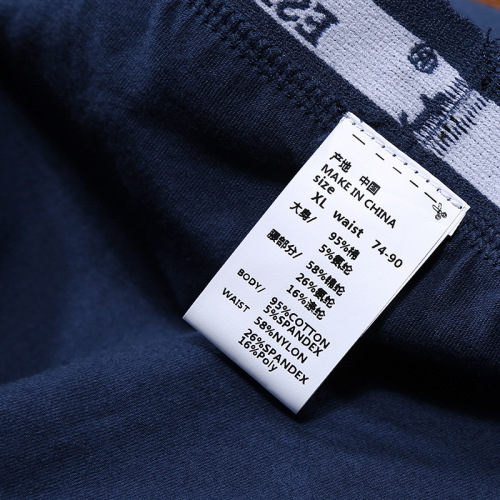 E2
产地 中国
MAKE IN CHINA
size XL waist 74-90
大身/ 95%棉
5%氨纶
腰部分/ 58%棉纶
26%氨纶
16%涤纶
BODY/ 95%COTTON
5%SPANDEX
WAIST 58%NYLON
26%SPANDEX
16%Poly